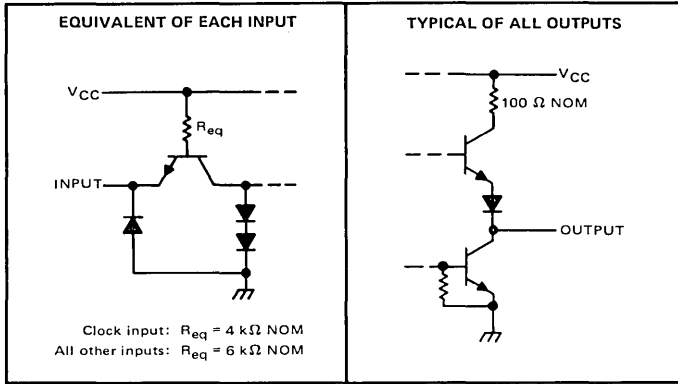 EQUIVALENT OF EACH INPUT
VCC
Req
INPUT
Clock input: Req = 4 kΩ NOM
All other inputs: Req = 6 kΩ NOM
TYPICAL OF ALL OUTPUTS
VCC
100 Ω NOM
OUTPUT